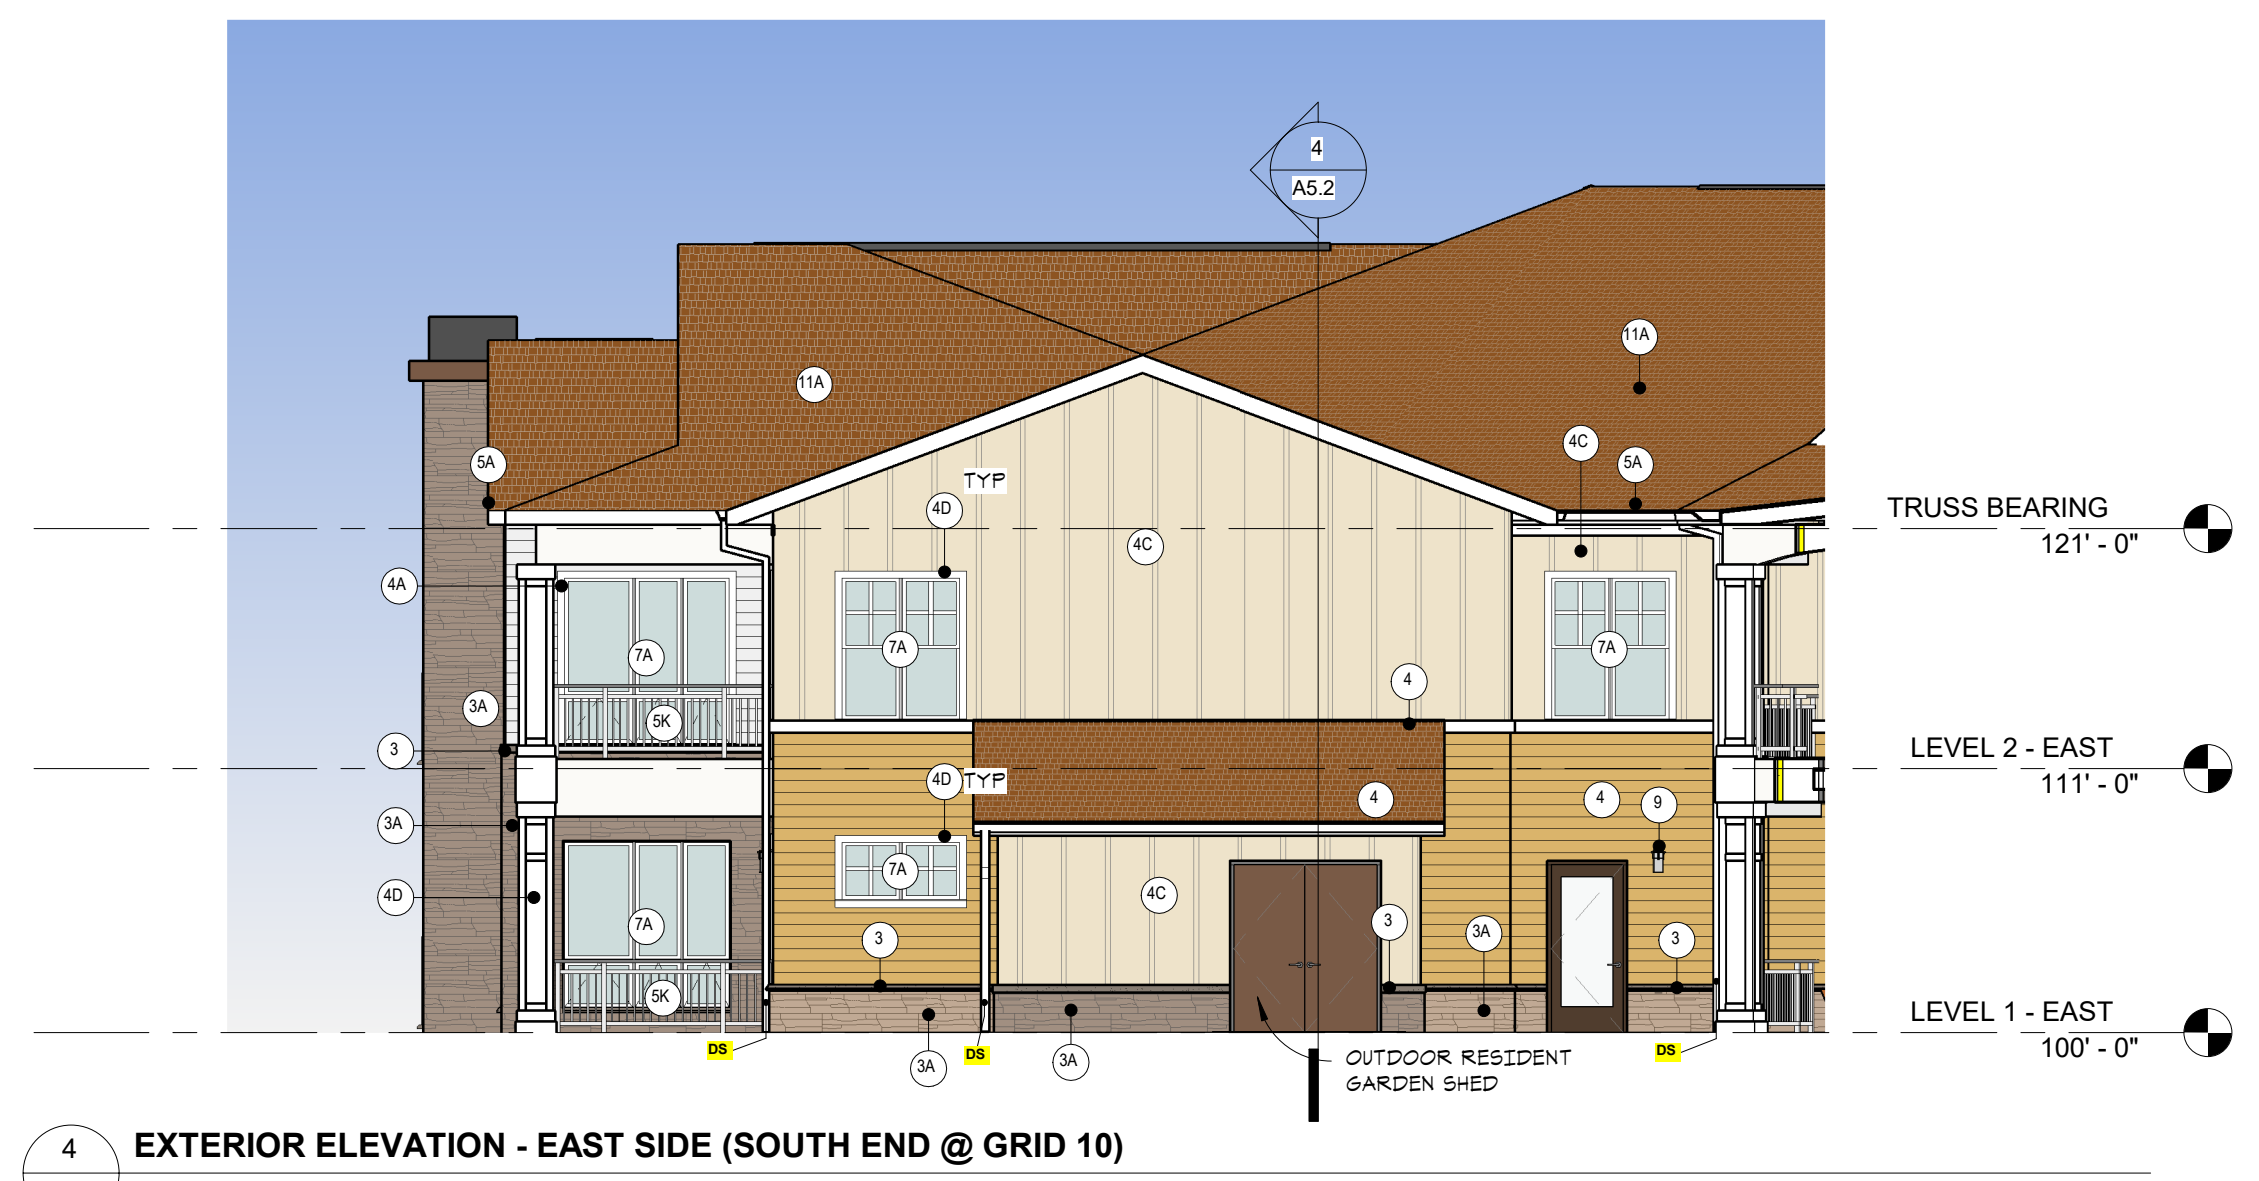 4
A5.2
11A
11A
4C
5A
5A
TYP
4D
4C
TRUSS BEARING
121' - 0"
4A
7A
7A
7A
4
3A
5K
3
LEVEL 2 - EAST
111' - 0"
4D TYP
4
4
9
3A
7A
4D
4C
7A
3
3
3A
3
5K
LEVEL 1 - EAST
100' - 0"
DS
3A
DS
3A
OUTDOOR RESIDENT
GARDEN SHED
DS
4
EXTERIOR ELEVATION - EAST SIDE (SOUTH END @ GRID 10)